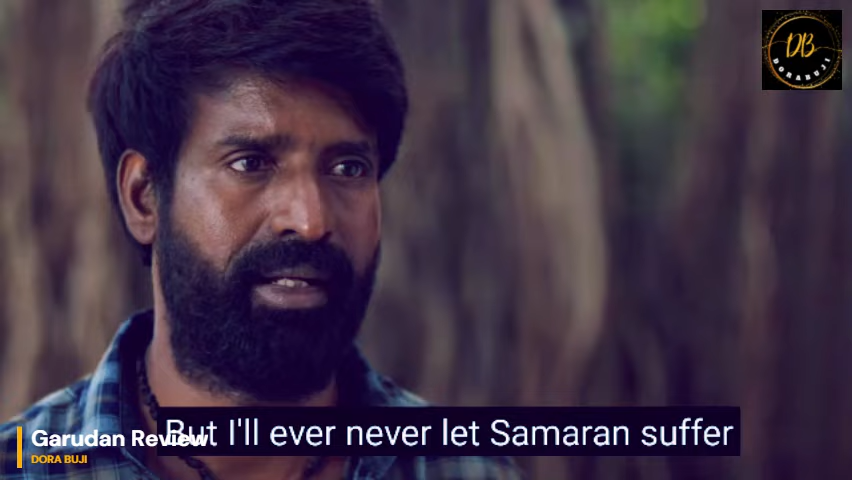 DB
DORABUJI
But I'll ever never let Samaran suffer
Garudan Review
DORA BUJI